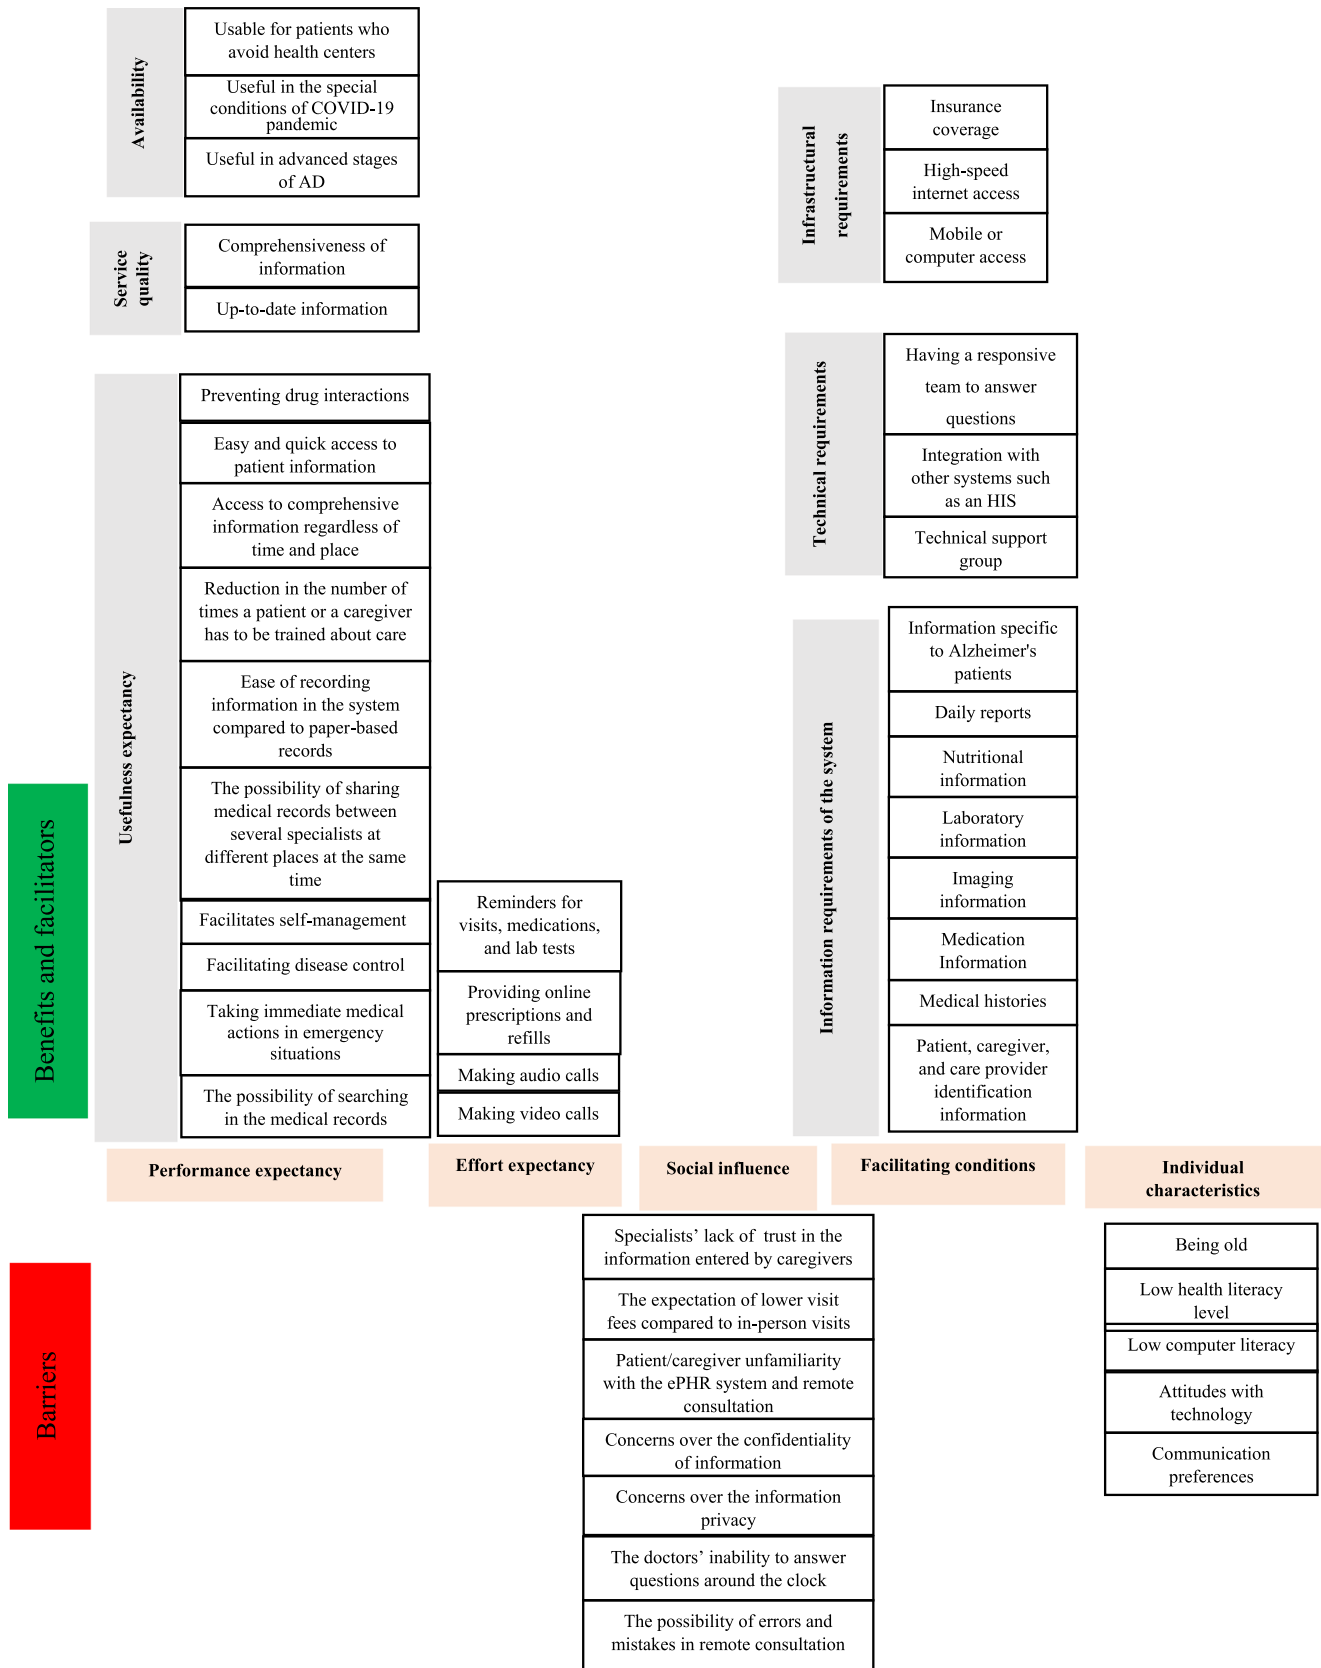 Availability
Usable for patients who
avoid health centers
Useful in the special
conditions of COVID-19
pandemic
Useful in advanced stages
of AD
Service
quality
Comprehensiveness of
information
Up-to-date information
Usefulness expectancy
Preventing drug interactions
Easy and quick access to
patient information
Access to comprehensive
information regardless of
time and place
Reduction in the number of
times a patient or a caregiver
has to be trained about care
Ease of recording
information in the system
compared to paper-based
records
The possibility of sharing
medical records between
several specialists at
different places at the same
time
Facilitates self-management
Facilitating disease control
Taking immediate medical
actions in emergency
situations
The possibility of searching
in the medical records
Reminders for
visits, medications,
and lab tests
Providing online
prescriptions and
refills
Making audio calls
Making video calls
Infrastructural
requirements
Insurance
coverage
High-speed
internet access
Mobile or
computer access
Technical requirements
Having a responsive
team to answer
questions
Integration with
other systems such
as an HIS
Technical support
group
Information requirements of the system
Information specific
to Alzheimer's
patients
Daily reports
Nutritional
information
Laboratory
information
Imaging
information
Medication
Information
Medical histories
Patient, caregiver,
and care provider
identification
information
Benefits and facilitators
Performance expectancy
Effort expectancy
Social influence
Facilitating conditions
Individual
characteristics
Barriers
Specialists’ lack of trust in the
information entered by caregivers
The expectation of lower visit
fees compared to in-person visits
Patient/caregiver unfamiliarity
with the ePHR system and remote
consultation
Concerns over the confidentiality
of information
Concerns over the information
privacy
The doctors’ inability to answer
questions around the clock
The possibility of errors and
mistakes in remote consultation
Being old
Low health literacy
level
Low computer literacy
Attitudes with
technology
Communication
preferences